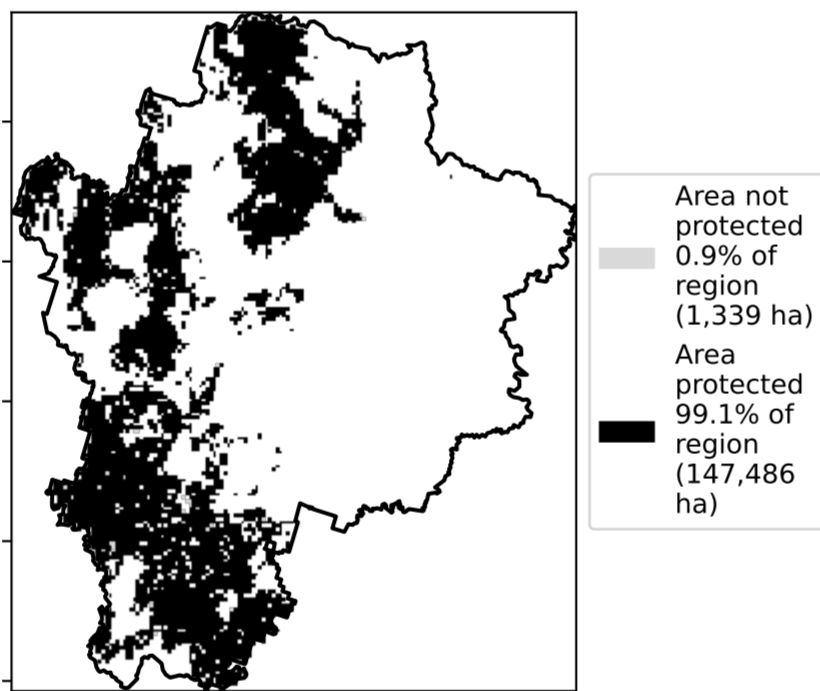 Area not
protected
0.9% of
region
(1,339 ha)
Area
protected
99.1% of
region
(147,486
ha)